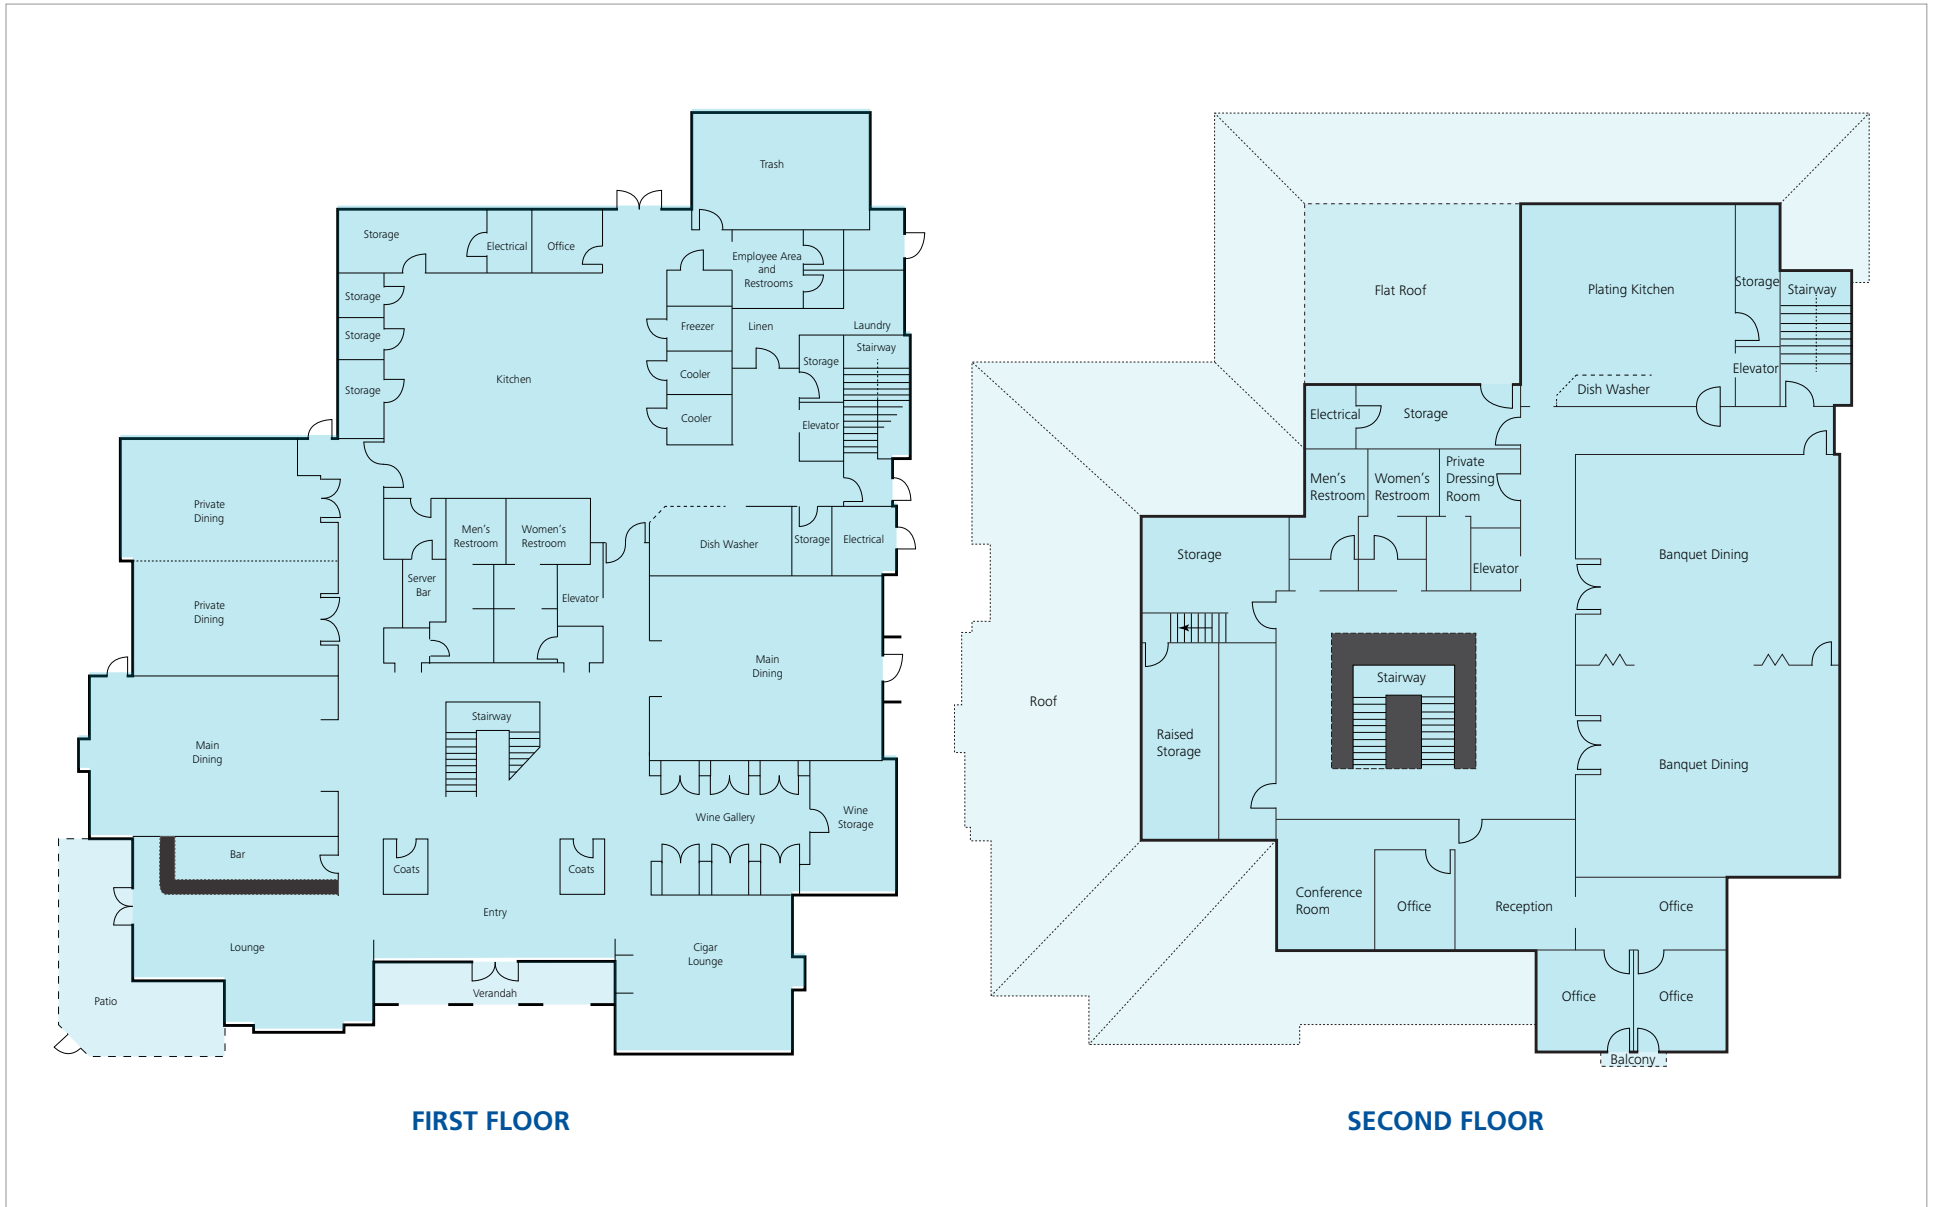 Trash
Storage
Electrical
Office
Employee Area
and
Restrooms
Storage
Freezer
Linen
Laundry
Storage
Stairway
Storage
Kitchen
Cooler
Storage
Cooler
Elevator
Private
Dining
Men's
Restroom
Women's
Restroom
Dish Washer
Storage
Electrical
Server
Bar
Elevator
Private
Dining
Main
Dining
Stairway
Main
Dining
Wine Gallery
Wine
Storage
Bar
Coats
Coats
Entry
Lounge
Cigar
Lounge
Patio
Verandah
FIRST FLOOR
Flat Roof
Plating Kitchen
Storage
Stairway
Elevator
Dish Washer
Electrical
Storage
Men's
Restroom
Women's
Restroom
Private
Dressing
Room
Storage
Elevator
Banquet Dining
Roof
Stairway
Raised
Storage
Banquet Dining
Conference
Room
Office
Reception
Office
Office
Office
Balcony
SECOND FLOOR